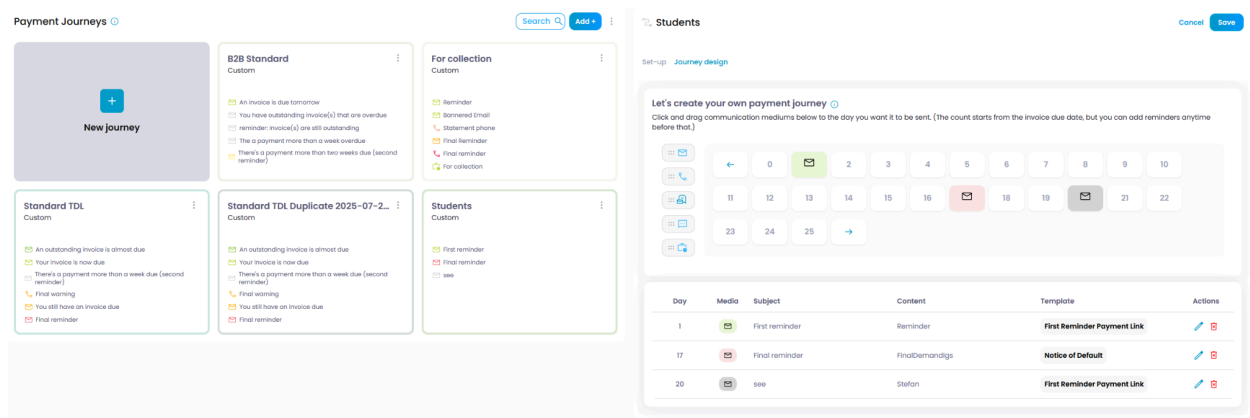 Payment Journeys
Search
Add +
New journey
B2B Standard
Custom
An invoice is due tomorrow
You have outstanding invoice(s) that are overdue
reminder: invoice(s) are still outstanding
The a payment more than a week overdue
There's a payment more than two weeks due (second
reminder)
For collection
Custom
Reminder
Bannered Email
Statement phone
Final Reminder
Final reminder
For collection
Standard TDL
Custom
An outstanding invoice is almost due
Your invoice is now due
There's a payment more than a week due (second
reminder)
Final warning
You still have an invoice due
Final reminder
Standard TDL Duplicate 2025-07-2...
Custom
An outstanding invoice is almost due
Your invoice is now due
There's a payment more than a week due (second
reminder)
Final warning
You still have an invoice due
Final reminder
Students
Custom
First reminder
Final reminder
see
Students
Cancel
Save
Set-up Journey design
Let's create your own payment journey
Click and drag communication mediums below to the day you want it to be sent. (The count starts from the invoice due date, but you can add reminders anytime
before that.)
← 0 2 3 4 5 6 7 8 9 10
11 12 13 14 15 16 18 19 21 22
23 24 25 →
Day Media Subject Content Template Actions
1 First reminder Reminder First Reminder Payment Link
17 Final reminder FinalDemandigs Notice of Default
20 see Stefan First Reminder Payment Link